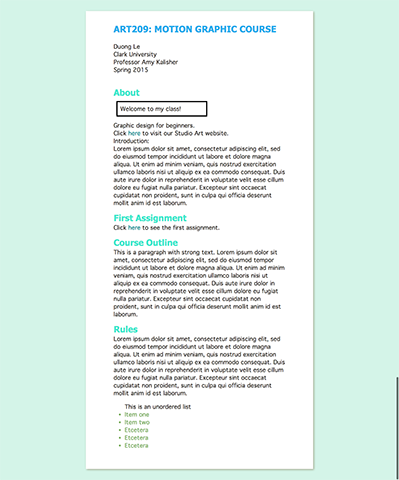 ART209: MOTION GRAPHIC COURSE
Duong Le
Clark University
Professor Amy Kalisher
Spring 2015
About
Welcome to my class!
Graphic design for beginners.
Click here to visit our Studio Art website.
Introduction:
Lorem ipsum dolor sit amet, consectetur adipiscing elit, sed
do eiusmod tempor incididunt ut labore et dolore magna
aliqua. Ut enim ad minim veniam, quis nostrud exercitation
ullamco laboris nisi ut aliquip ex ea commodo consequat. Duis
aute irure dolor in reprehenderit in voluptate velit esse cillum
dolore eu fugiat nulla pariatur. Excepteur sint occaecat
cupidatat non proident, sunt in culpa qui officia deserunt
mollit anim id est laborum.
First Assignment
Click here to see the first assignment.
Course Outline
This is a paragraph with strong text. Lorem ipsum dolor sit
amet, consectetur adipiscing elit, sed do eiusmod tempor
incididunt ut labore et dolore magna aliqua. Ut enim ad minim
veniam, quis nostrud exercitation ullamco laboris nisi ut
aliquip ex ea commodo consequat. Duis aute irure dolor in
reprehenderit in voluptate velit esse cillum dolore eu fugiat
nulla pariatur. Excepteur sint occaecat cupidatat non
proident, sunt in culpa qui officia deserunt mollit anim id est
laborum.
Rules
Lorem ipsum dolor sit amet, consectetur adipiscing elit, sed
do eiusmod tempor incididunt ut labore et dolore magna
aliqua. Ut enim ad minim veniam, quis nostrud exercitation
ullamco laboris nisi ut aliquip ex ea commodo consequat. Duis
aute irure dolor in reprehenderit in voluptate velit esse cillum
dolore eu fugiat nulla pariatur. Excepteur sint occaecat
cupidatat non proident, sunt in culpa qui officia deserunt
mollit anim id est laborum.
This is an unordered list
• Item one
• Item two
• Etcetera
• Etcetera
• Etcetera